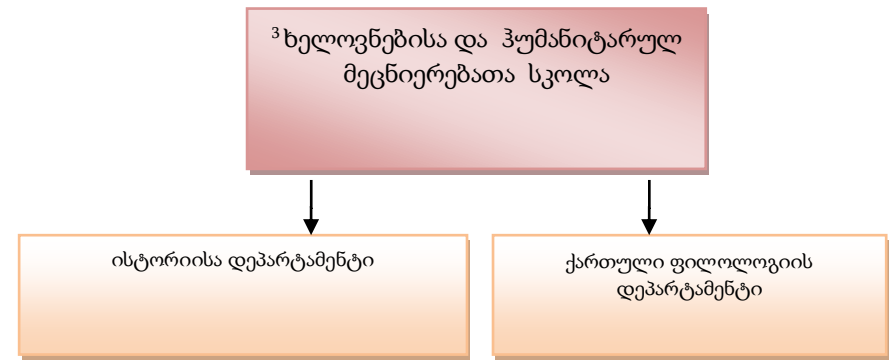 ³ ხელოვნებისა და ჰუმანიტარულ
მეცნიერებათა სკოლა
ისტორიისა დეპარტამენტი
ქართული ფილოლოგიის
დეპარტამენტი